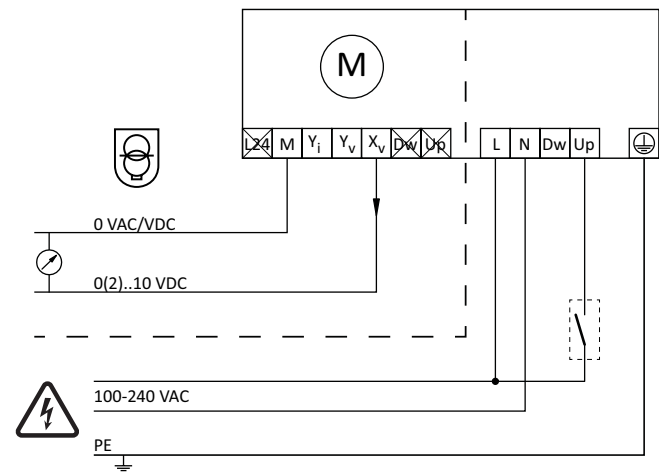 M
L24 M Yi Yv Xv Dw Up L N Dw Up
0 VAC/VDC
0(2)..10 VDC
100-240 VAC
PE